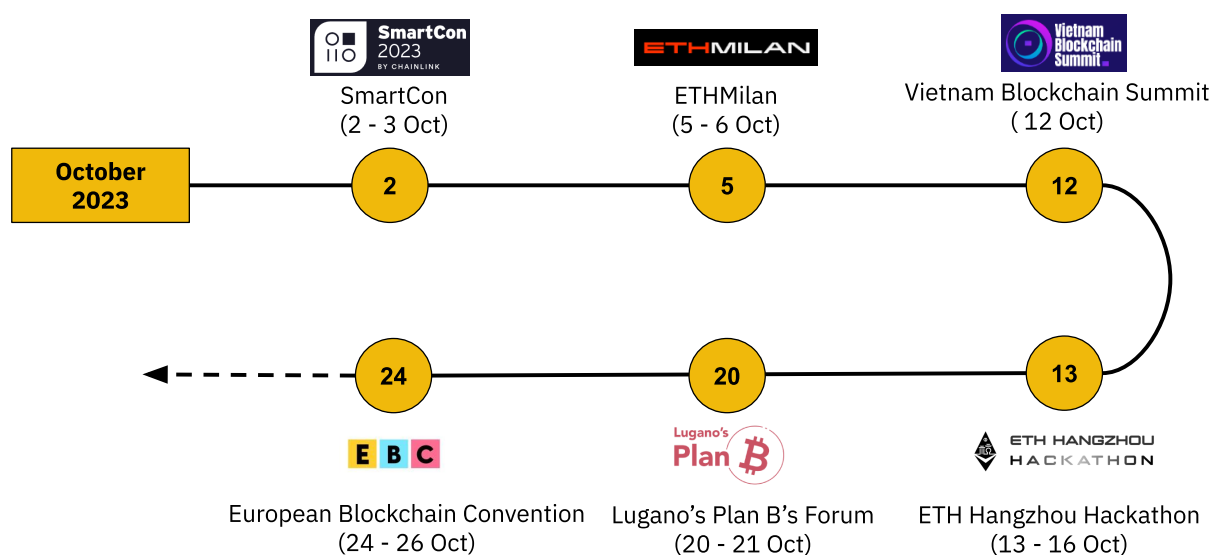 SmartCon
2023
BY CHAINLINK
SmartCon
(2 - 3 Oct)
ETHMILAN
ETHMilan
(5 - 6 Oct)
Vietnam
Blockchain
Summit
Vietnam Blockchain Summit
( 12 Oct)
October
2023
2
5
12
24
20
13
E B C
European Blockchain Convention
(24 - 26 Oct)
Lugano's
Plan ₿
Lugano’s Plan B’s Forum
(20 - 21 Oct)
ETH HANGZHOU
HACKATHON
ETH Hangzhou Hackathon
(13 - 16 Oct)